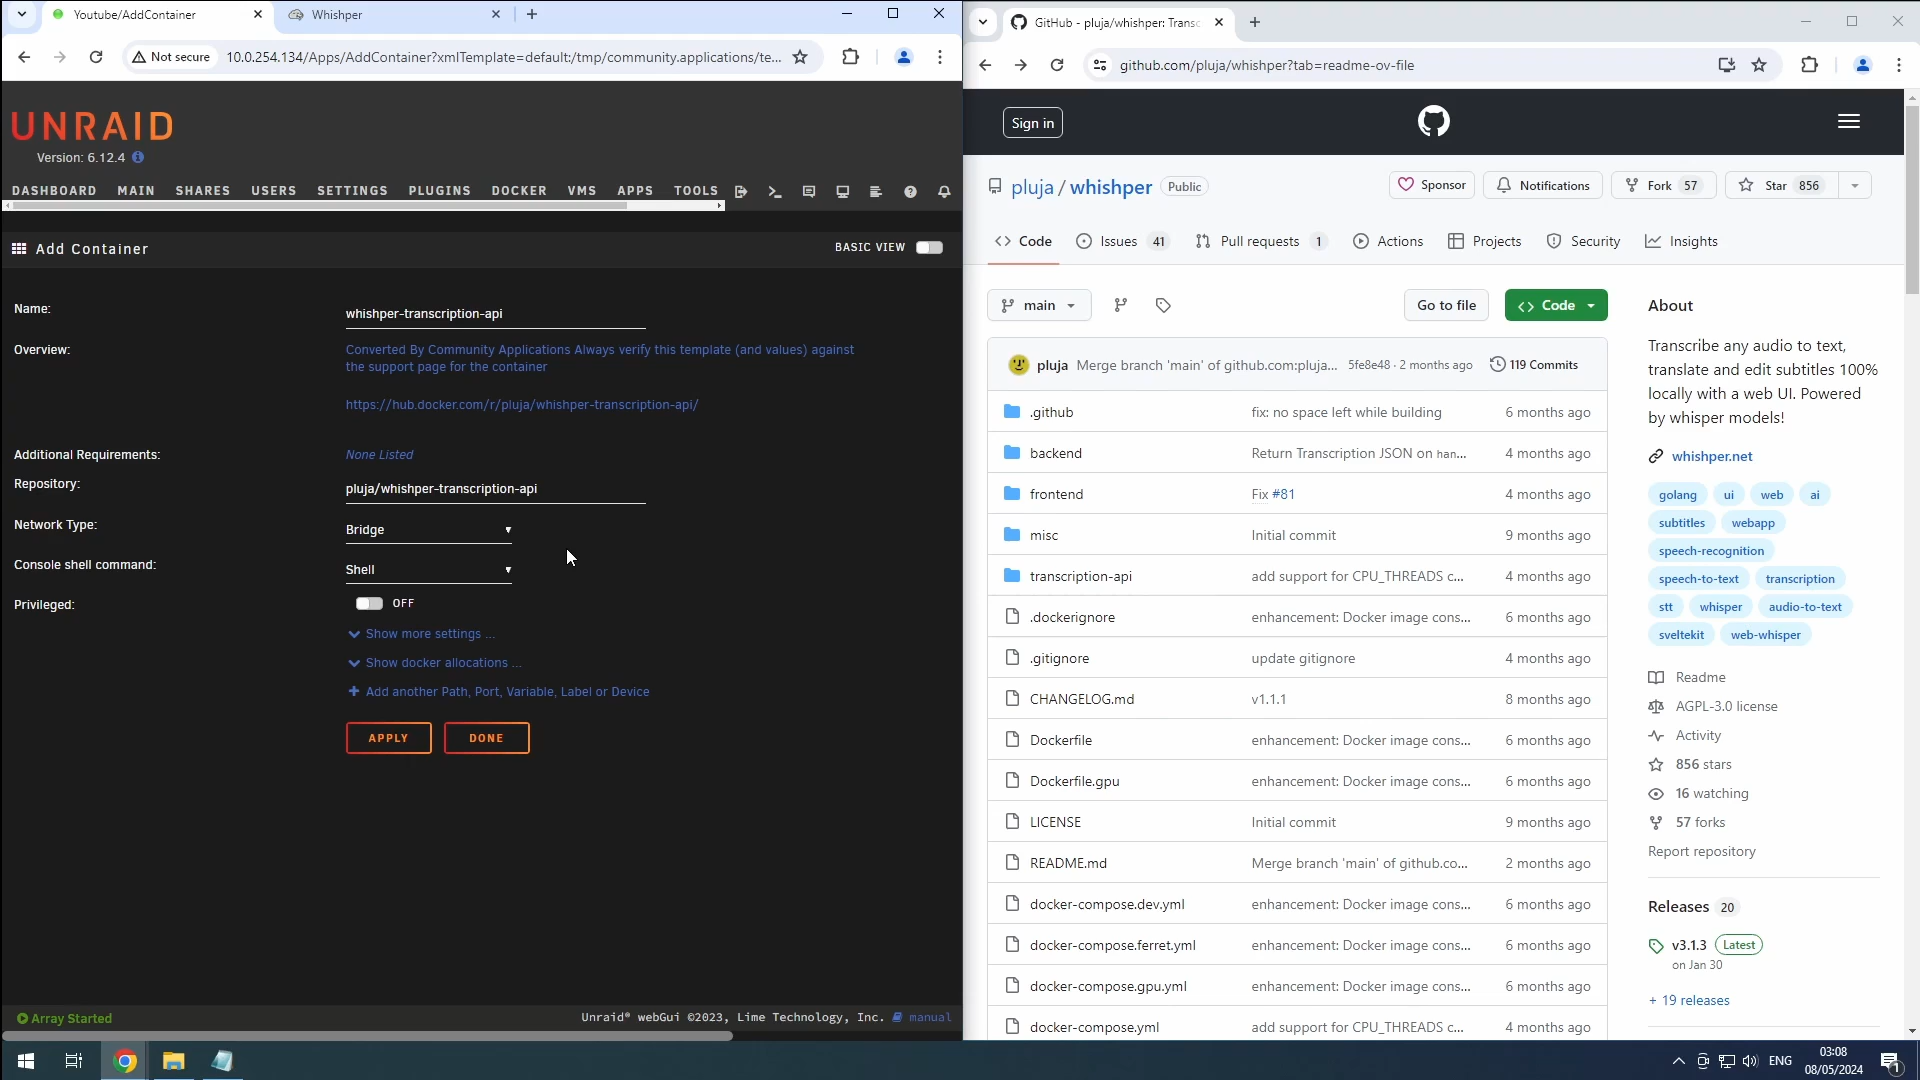 Youtube/AddContainer
Whishper
Not secure
10.0.254.134/Apps/AddContainer?xmlTemplate=default:/tmp/community.applications/te...
UNRAID
Version: 6.12.4
DASHBOARD MAIN SHARES USERS SETTINGS PLUGINS DOCKER VMS APPS TOOLS
Add Container
BASIC VIEW
Name:
whishper-transcription-api
Overview:
Converted By Community Applications Always verify this template (and values) against
the support page for the container
https://hub.docker.com/r/pluja/whishper-transcription-api/
Additional Requirements:
None Listed
Repository:
pluja/whishper-transcription-api
Network Type:
Bridge
Console shell command:
Shell
Privileged:
OFF
Show more settings ...
Show docker allocations ...
Add another Path, Port, Variable, Label or Device
APPLY
DONE
Array Started
Unraid® webGui ©2023, Lime Technology, Inc.
manual
GitHub - pluja/whishper: Transc
github.com/pluja/whishper?tab=readme-ov-file
Sign in
pluja / whishper
Public
Sponsor
Notifications
Fork 57
Star 856
Code
Issues 41
Pull requests 1
Actions
Projects
Security
Insights
main
Go to file
Code
pluja Merge branch 'main' of github.com:pluja... 5fe8e48 · 2 months ago 119 Commits
.github fix: no space left while building 6 months ago
backend Return Transcription JSON on han... 4 months ago
frontend Fix #81 4 months ago
misc Initial commit 9 months ago
transcription-api add support for CPU_THREADS c... 4 months ago
.dockerignore enhancement: Docker image cons... 6 months ago
.gitignore update gitignore 4 months ago
CHANGELOG.md v1.1.1 8 months ago
Dockerfile enhancement: Docker image cons... 6 months ago
Dockerfile.gpu enhancement: Docker image cons... 6 months ago
LICENSE Initial commit 9 months ago
README.md Merge branch 'main' of github.co... 2 months ago
docker-compose.dev.yml enhancement: Docker image cons... 6 months ago
docker-compose.ferret.yml enhancement: Docker image cons... 6 months ago
docker-compose.gpu.yml enhancement: Docker image cons... 6 months ago
docker-compose.yml add support for CPU_THREADS c... 4 months ago
About
Transcribe any audio to text,
translate and edit subtitles 100%
locally with a web UI. Powered
by whisper models!
whishper.net
golang ui web ai
subtitles webapp
speech-recognition
speech-to-text transcription
stt whisper audio-to-text
sveltekit web-whisper
Readme
AGPL-3.0 license
Activity
856 stars
16 watching
57 forks
Report repository
Releases 20
v3.1.3 Latest
on Jan 30
+ 19 releases
ENG
03:08
08/05/2024
1